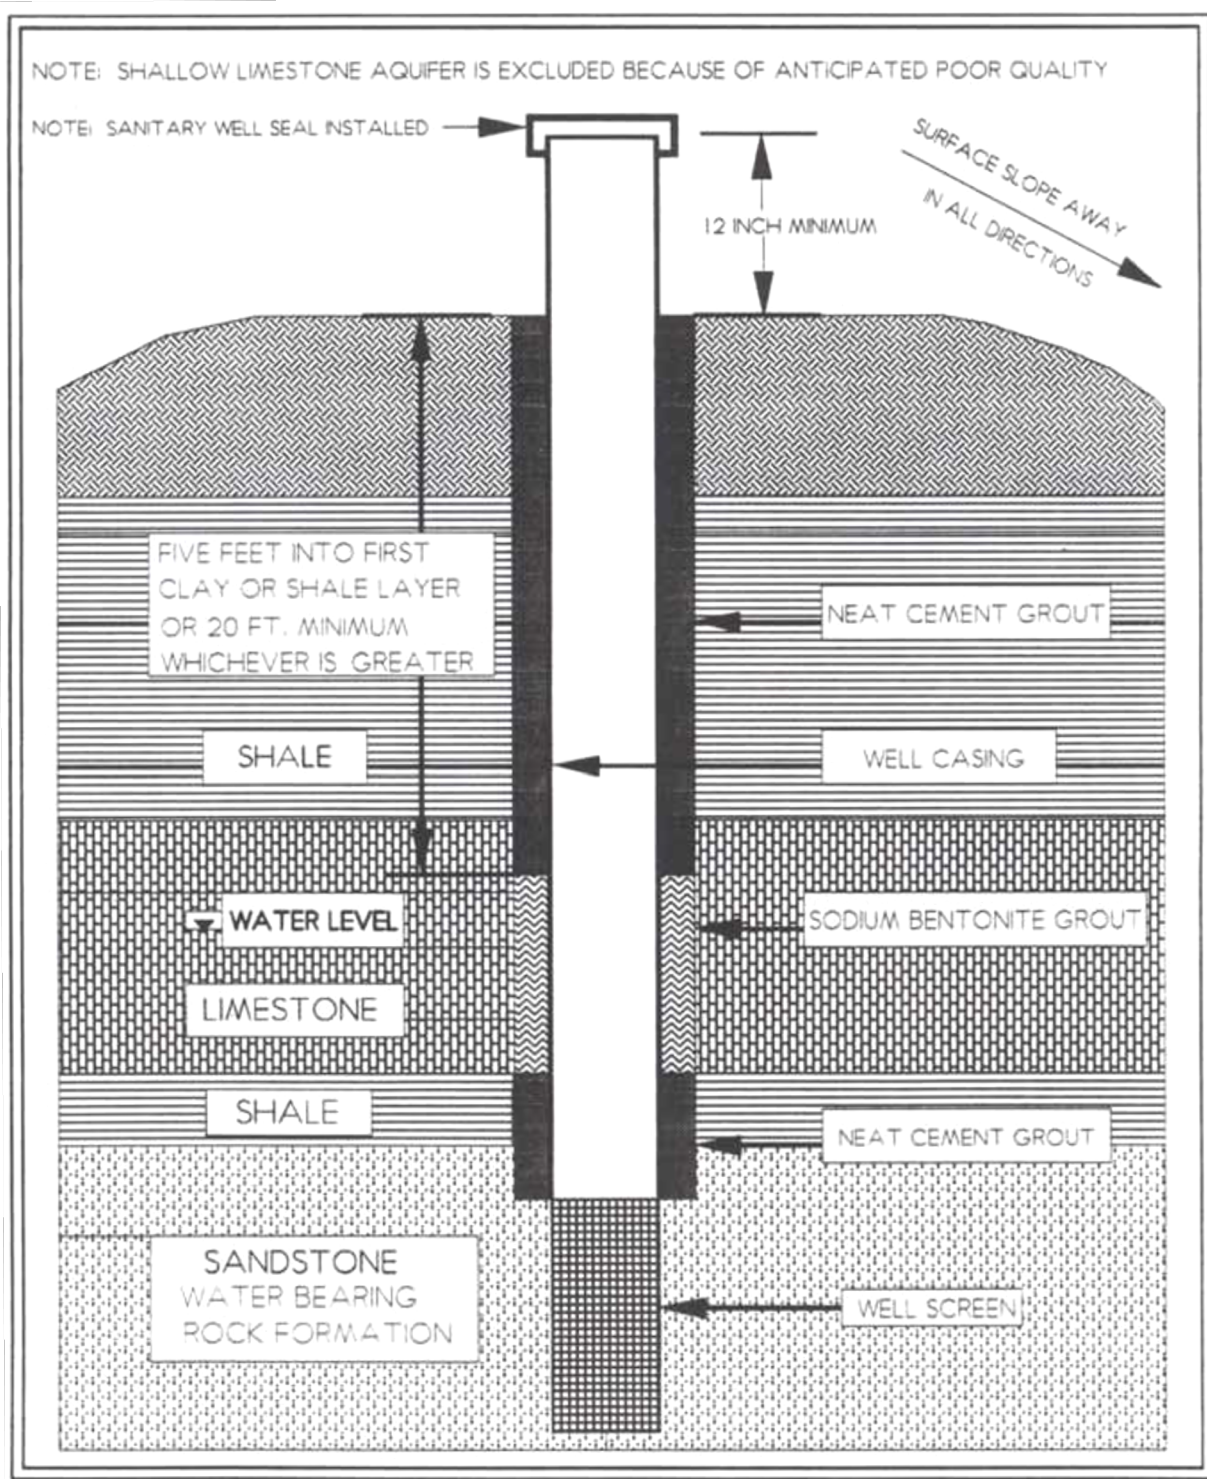 NOTE: SHALLOW LIMESTONE AQUIFER IS EXCLUDED BECAUSE OF ANTICIPATED POOR QUALITY
NOTE: SANITARY WELL SEAL INSTALLED
SURFACE SLOPE AWAY
IN ALL DIRECTIONS
12 INCH MINIMUM
FIVE FEET INTO FIRST
CLAY OR SHALE LAYER
OR 20 FT. MINIMUM
WHICHEVER IS GREATER
NEAT CEMENT GROUT
SHALE
WELL CASING
WATER LEVEL
SODIUM BENTONITE GROUT
LIMESTONE
SHALE
NEAT CEMENT GROUT
SANDSTONE
WATER BEARING
ROCK FORMATION
WELL SCREEN